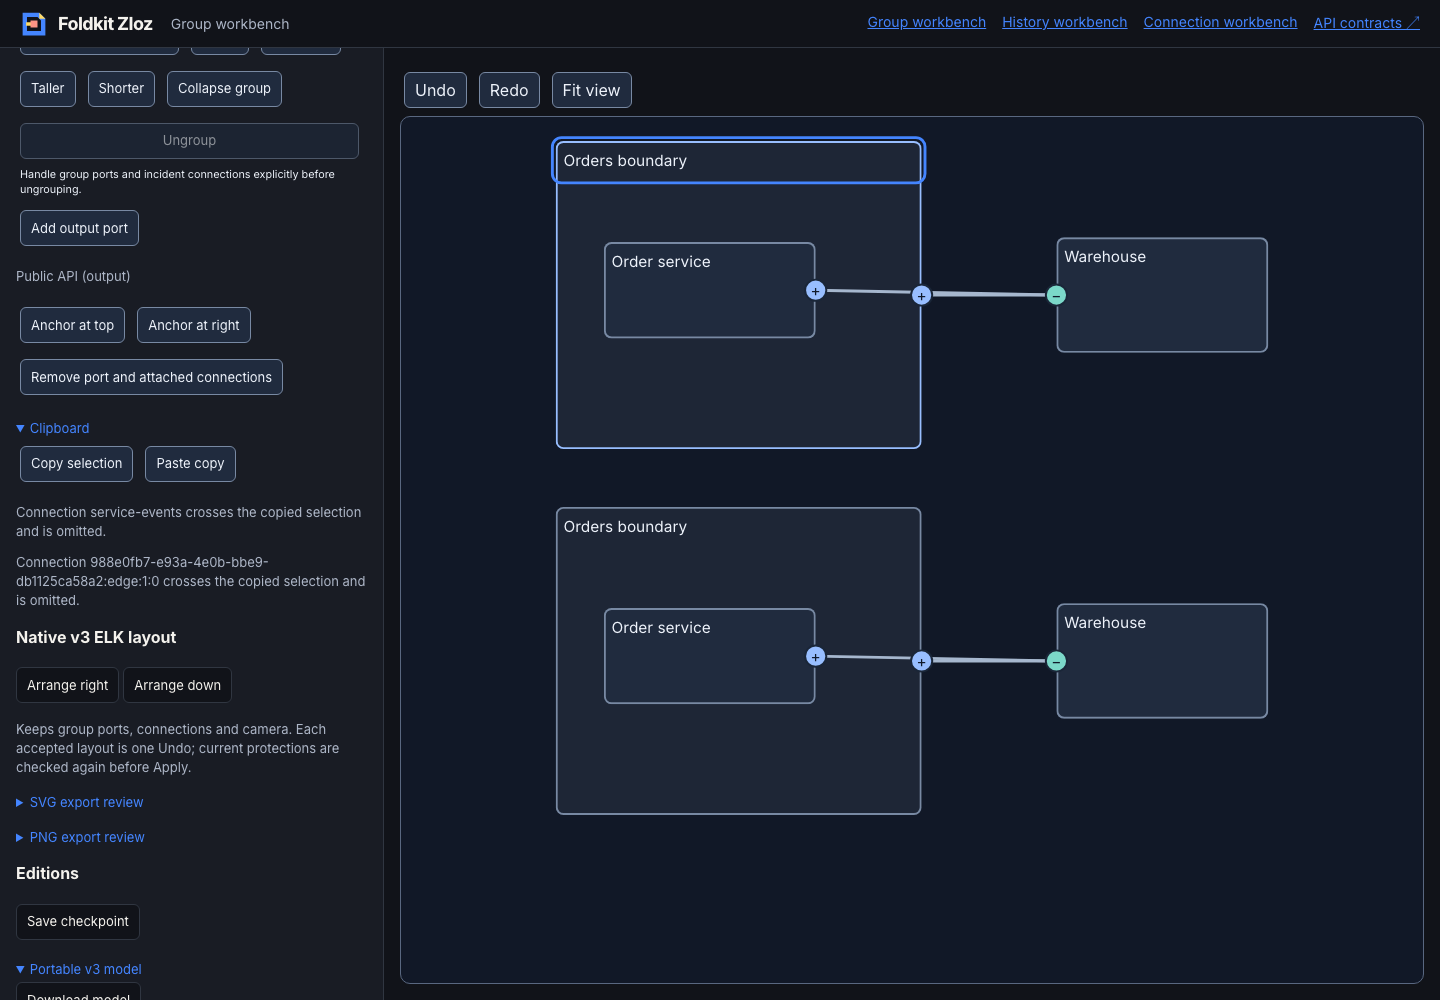 Foldkit Zloz
Group workbench
Group workbench
History workbench
Connection workbench
API contracts ↗
Taller
Shorter
Collapse group
Ungroup
Handle group ports and incident connections explicitly before
ungrouping.
Add output port
Public API (output)
Anchor at top
Anchor at right
Remove port and attached connections
▼ Clipboard
Copy selection
Paste copy
Connection service-events crosses the copied selection
and is omitted.
Connection 988e0fb7-e93a-4e0b-bbe9-
db1125ca58a2:edge:1:0 crosses the copied selection and
is omitted.
Native v3 ELK layout
Arrange right
Arrange down
Keeps group ports, connections and camera. Each
accepted layout is one Undo; current protections are
checked again before Apply.
▶ SVG export review
▶ PNG export review
Editions
Save checkpoint
▼ Portable v3 model
Download model
Undo
Redo
Fit view
Orders boundary
Order service
+
+
−
Warehouse
Orders boundary
Order service
+
+
−
Warehouse